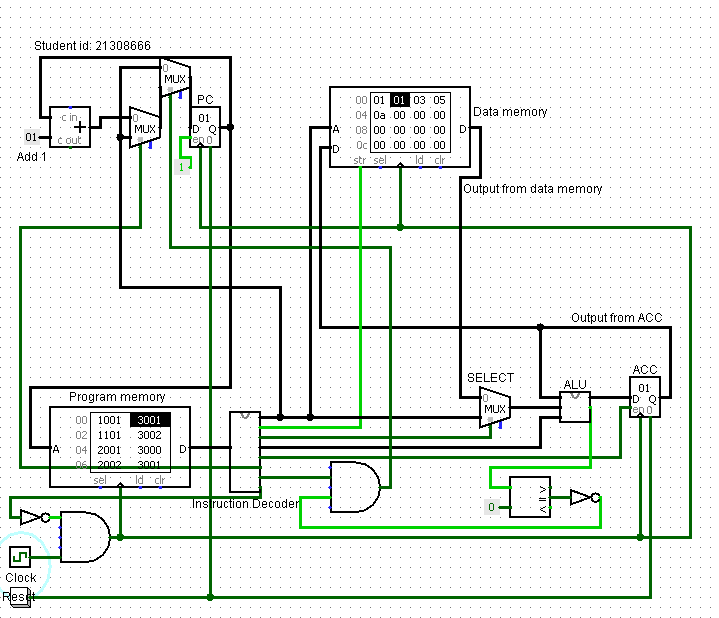 Student id: 21308666
0
MUX
PC
c in
+
c out
01
Add 1
0
MUX
01
D Q
en 0
1
00 01 01 03 05
04 0a 00 00 00
08 00 00 00 00
0c 00 00 00 00
A
D
D
str sel ld clr
Data memory
Output from data memory
Output from ACC
SELECT
0
MUX
ALU
ACC
01
D Q
en 0
Program memory
00 1001 3001
02 1101 3002
04 2001 3000
06 2002 3001
A
D
sel ld clr
Instruction Decoder
0
< = >
Clock
Reset